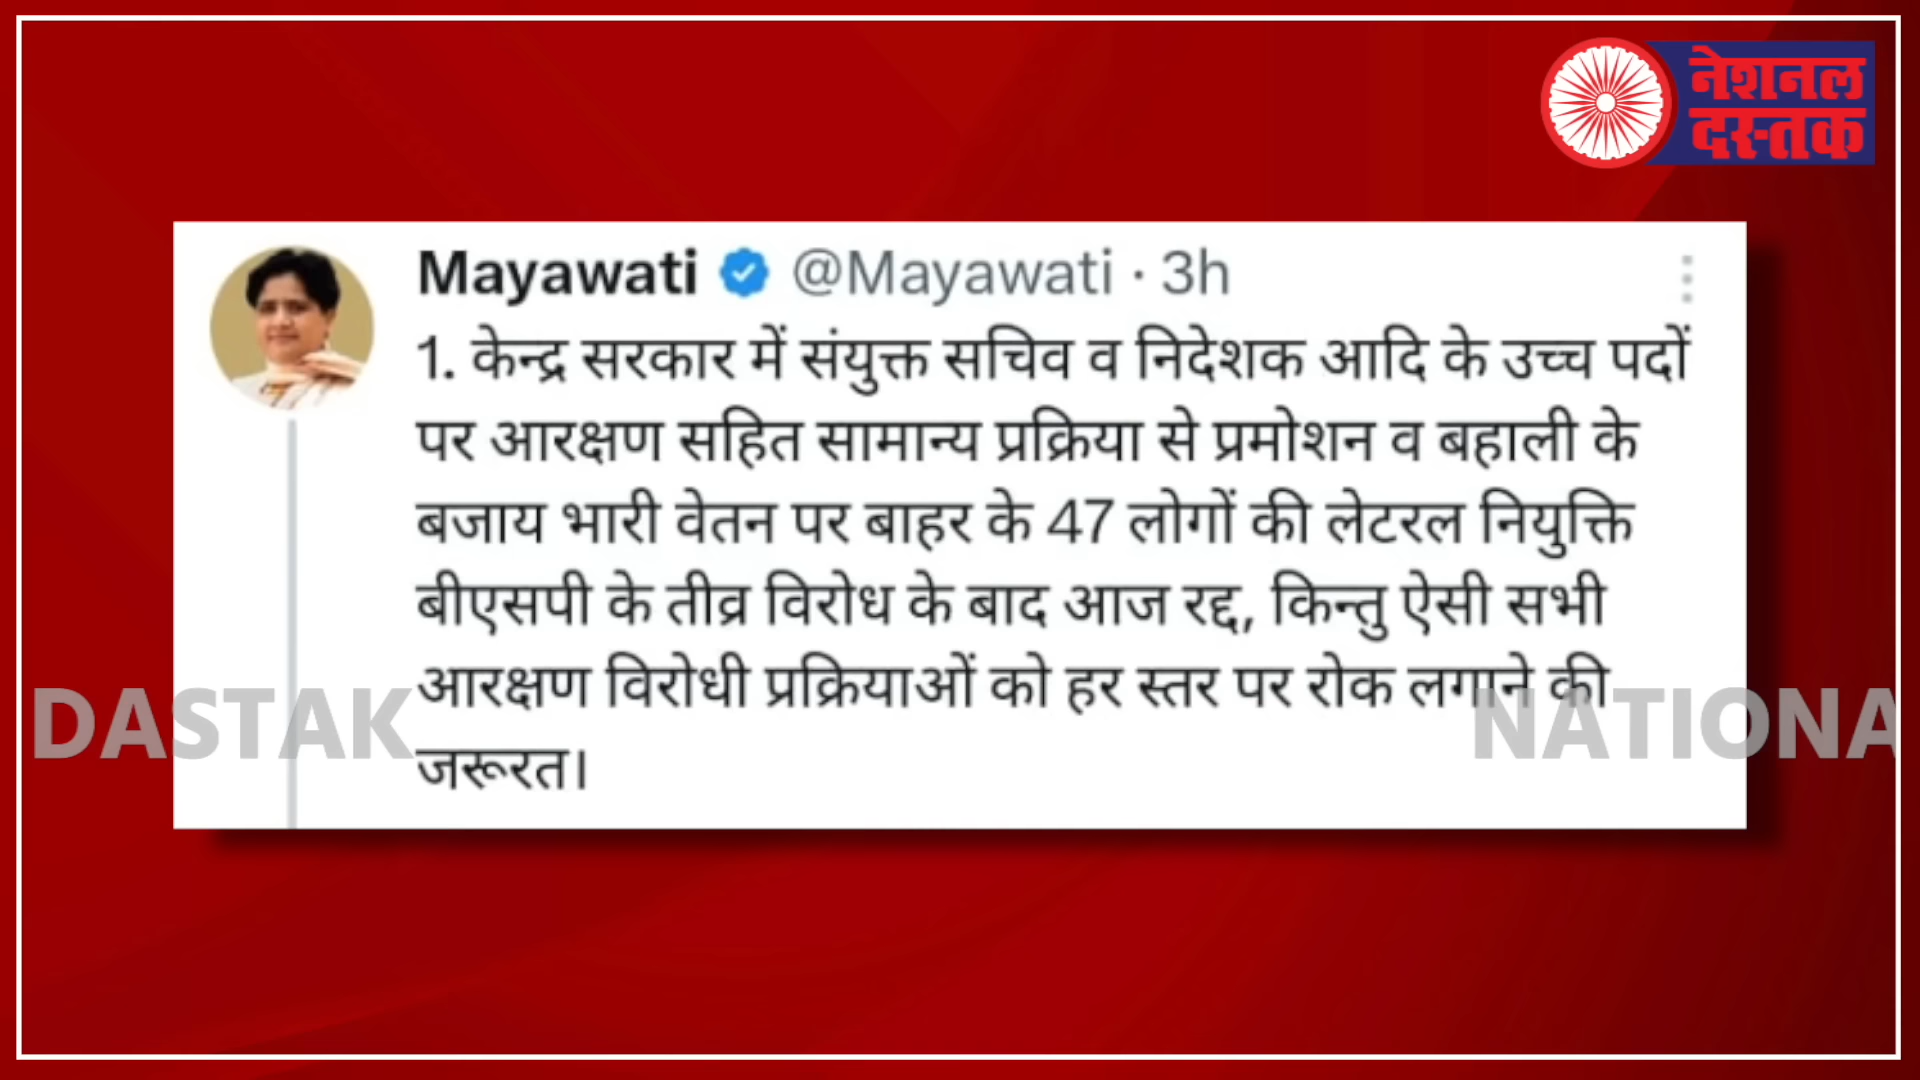 नेशनल
दस्तक
Mayawati @Mayawati · 3h
1. केन्द्र सरकार में संयुक्त सचिव व निदेशक आदि के उच्च पदों
पर आरक्षण सहित सामान्य प्रक्रिया से प्रमोशन व बहाली के
बजाय भारी वेतन पर बाहर के 47 लोगों की लेटरल नियुक्ति
बीएसपी के तीव्र विरोध के बाद आज रद्द, किन्तु ऐसी सभी
आरक्षण विरोधी प्रक्रियाओं को हर स्तर पर रोक लगाने की
जरूरत।
DASTAK NATIONA